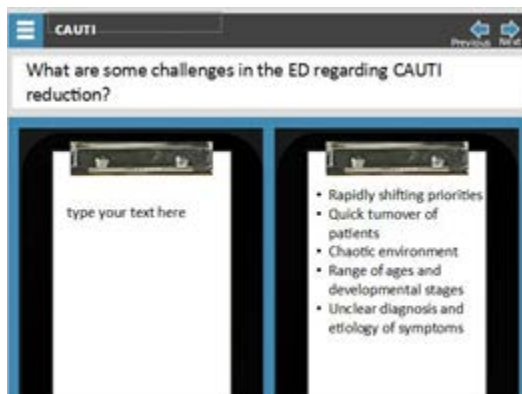 CAUTI
Previous Next
What are some challenges in the ED regarding CAUTI
reduction?
type your text here
• Rapidly shifting priorities
• Quick turnover of
patients
• Chaotic environment
• Range of ages and
developmental stages
• Unclear diagnosis and
etiology of symptoms